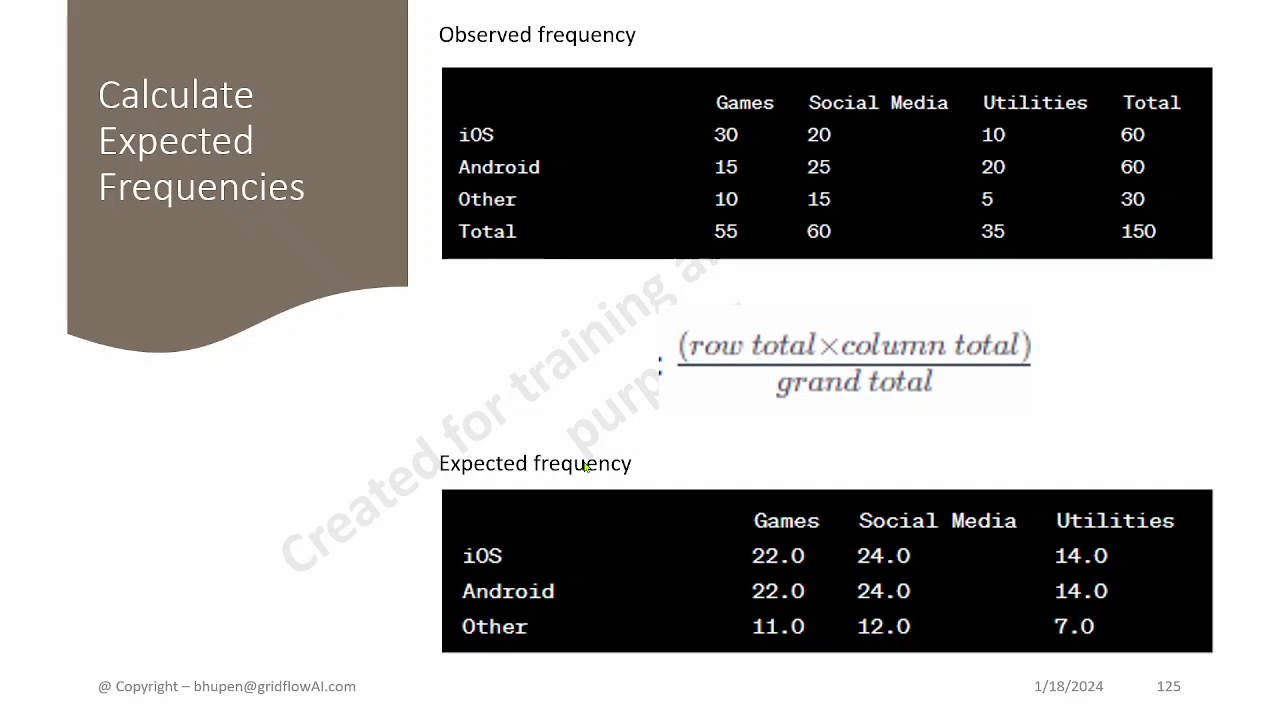 Calculate
Expected
Frequencies
Observed frequency
Games Social Media Utilities Total
iOS 30 20 10 60
Android 15 25 20 60
Other 10 15 5 30
Total 55 60 35 150
: (row total×column total)
grand total
Expected frequency
Games Social Media Utilities
iOS 22.0 24.0 14.0
Android 22.0 24.0 14.0
Other 11.0 12.0 7.0
Created for training
@ Copyright – bhupen@gridflowAI.com 1/18/2024 125